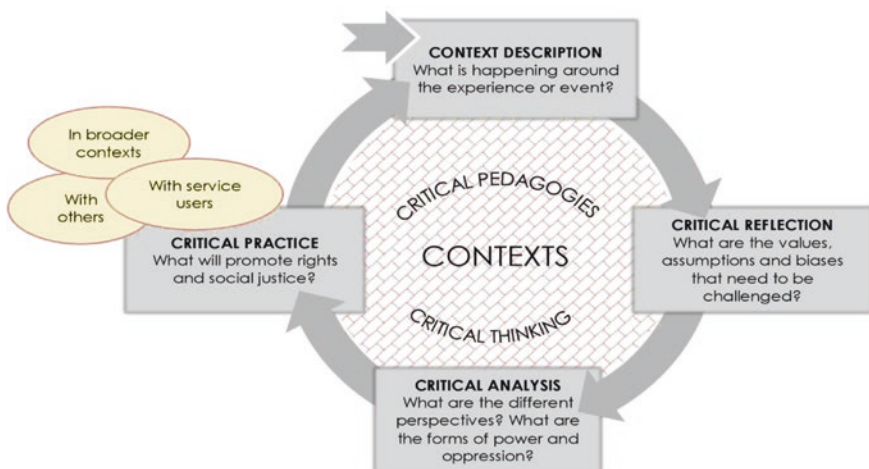 CONTEXT DESCRIPTION
What is happening around
the experience or event?
In broader
contexts
With
others
With service
users
CRITICAL PEDAGOGIES
CONTEXTS
CRITICAL THINKING
CRITICAL REFLECTION
What are the values,
assumptions and biases
that need to be
challenged?
CRITICAL PRACTICE
What will promote rights
and social justice?
CRITICAL ANALYSIS
What are the different
perspectives? What are
the forms of power and
oppression?